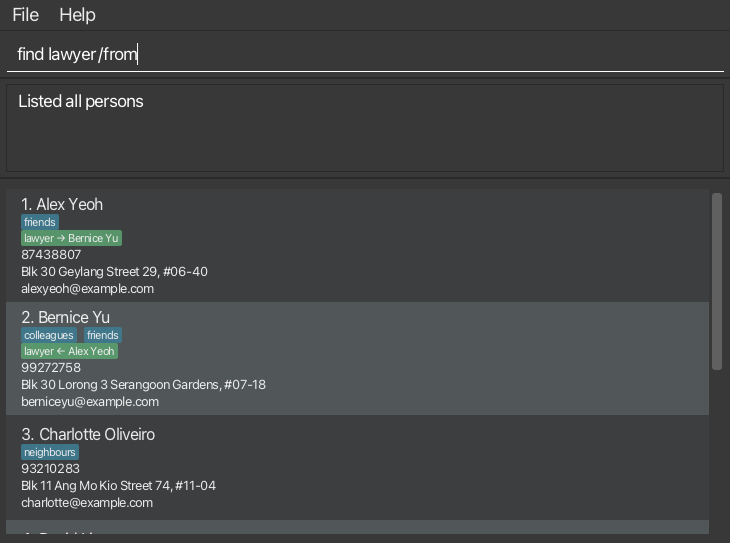 File Help
find lawyer /from
Listed all persons
1. Alex Yeoh
friends
lawyer → Bernice Yu
87438807
Blk 30 Geylang Street 29, #06-40
alexyeoh@example.com
2. Bernice Yu
colleagues friends
lawyer ← Alex Yeoh
99272758
Blk 30 Lorong 3 Serangoon Gardens, #07-18
berniceyu@example.com
3. Charlotte Oliveiro
neighbours
93210283
Blk 11 Ang Mo Kio Street 74, #11-04
charlotte@example.com